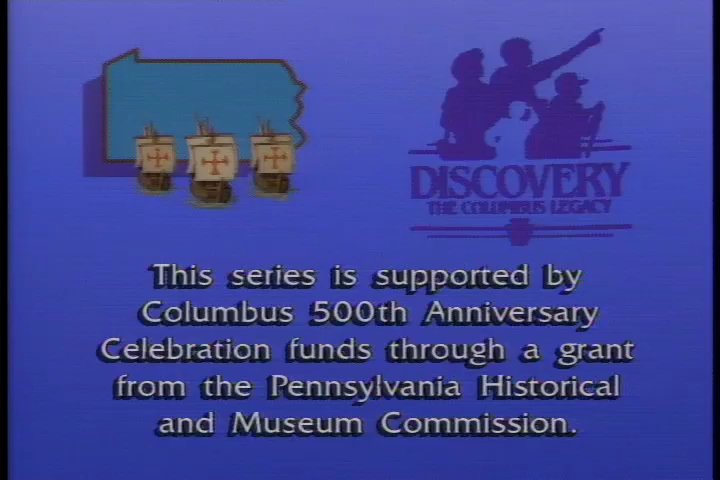 DISCOVERY
THE COLUMBUS LEGACY
This series is supported by
Columbus 500th Anniversary
Celebration funds through a grant
from the Pennsylvania Historical
and Museum Commission.